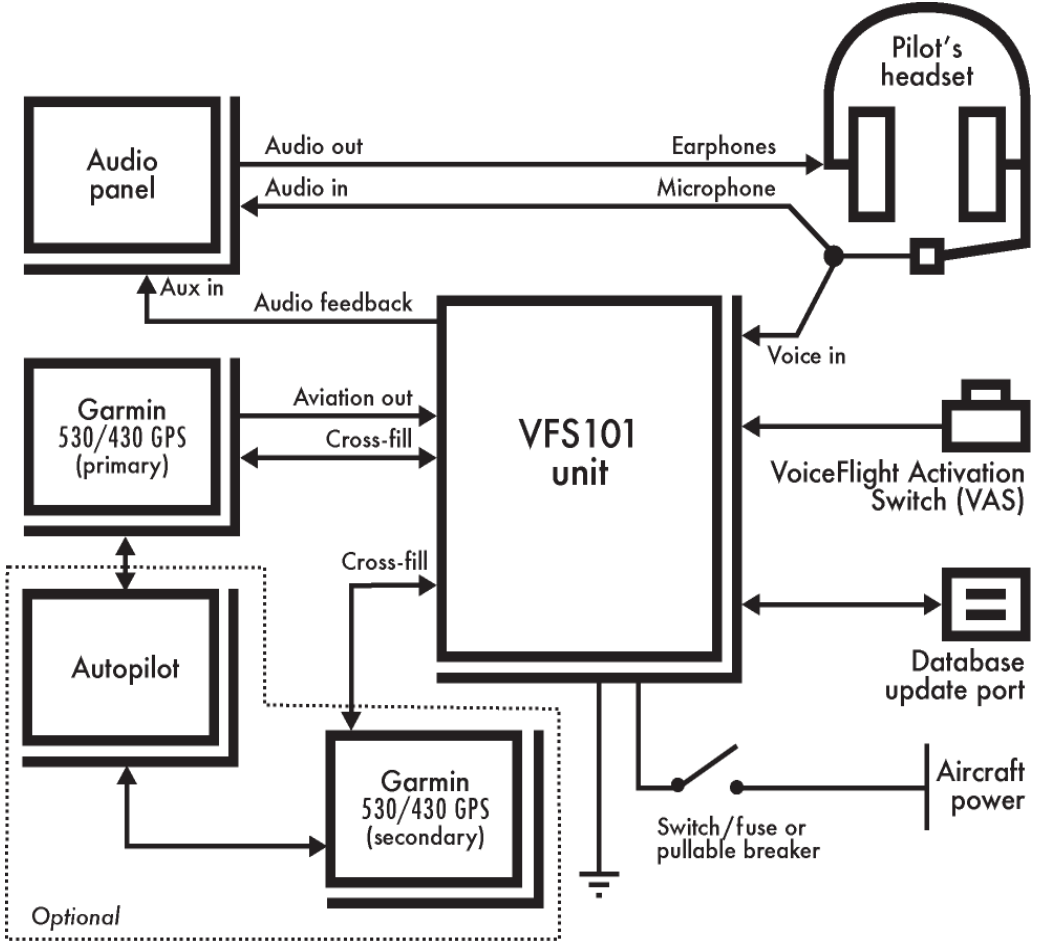 Pilot's
headset
Audio
panel
Audio out
Earphones
Audio in
Microphone
Aux in
Audio feedback
Voice in
Garmin
530/430 GPS
(primary)
Aviation out
Cross-fill
VFS101
unit
VoiceFlight Activation
Switch (VAS)
Cross-fill
Autopilot
Database
update port
Garmin
530/430 GPS
(secondary)
Aircraft
power
Switch/fuse or
pullable breaker
Optional